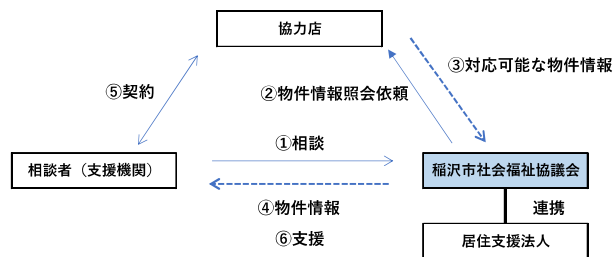 協力店
③対応可能な物件情報
⑤契約
②物件情報照会依頼
①相談
相談者（支援機関）
稲沢市社会福祉協議会
④物件情報
連携
⑥支援
居住支援法人